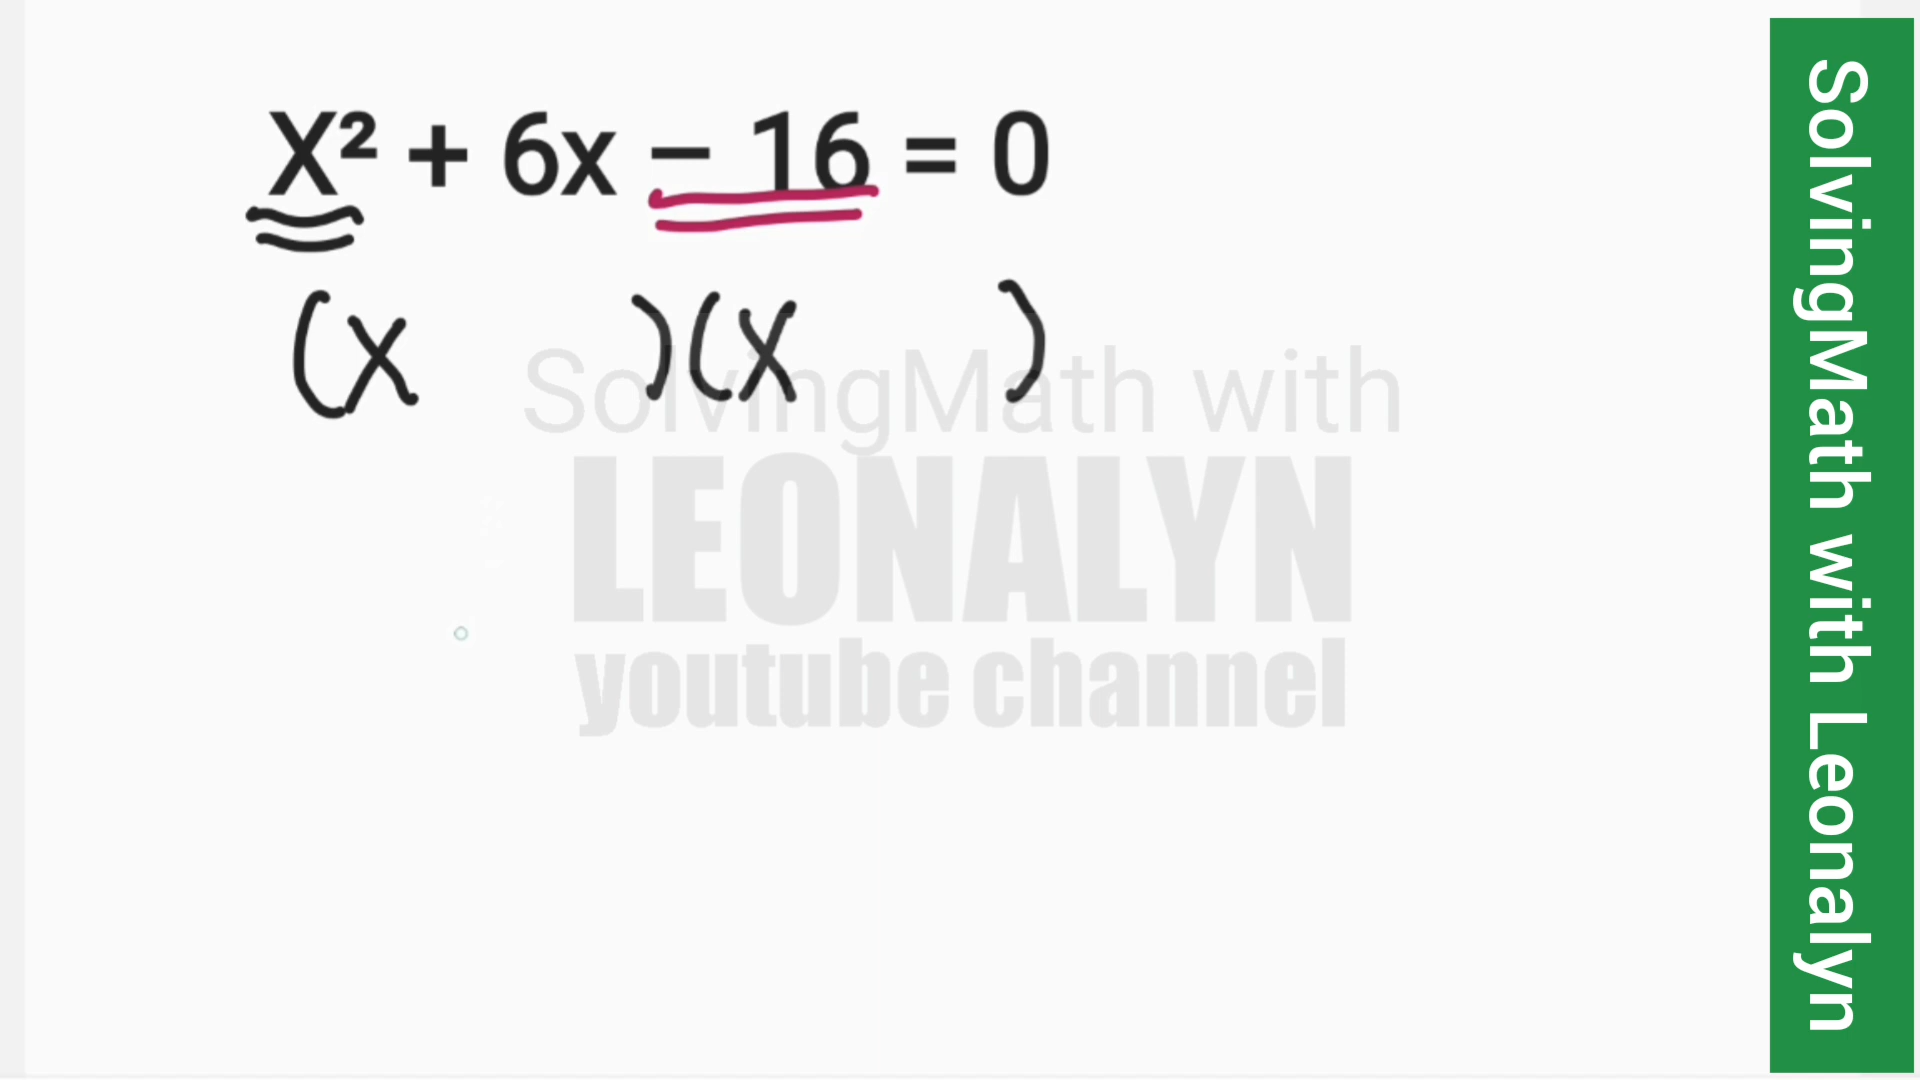 X² + 6x – 16 = 0
(x )(x )
SolvingMath with
LEONALYN
youtube channel
SolvingMath with Leonalyn